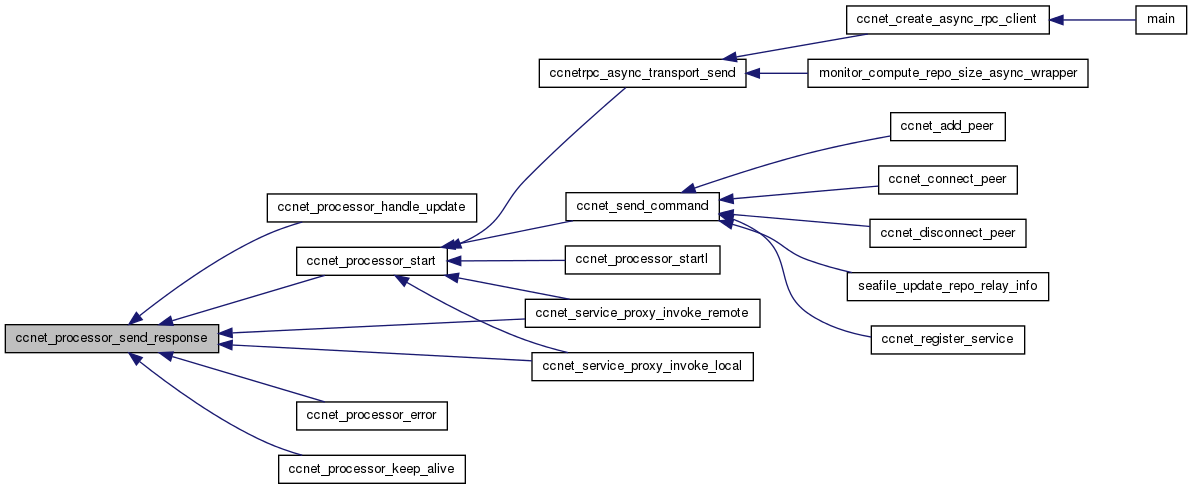 ccnet_create_async_rpc_client
main
ccnetrpc_async_transport_send
monitor_compute_repo_size_async_wrapper
ccnet_add_peer
ccnet_connect_peer
ccnet_processor_handle_update
ccnet_send_command
ccnet_disconnect_peer
ccnet_processor_start
ccnet_processor_startl
seafile_update_repo_relay_info
ccnet_service_proxy_invoke_remote
ccnet_processor_send_response
ccnet_register_service
ccnet_service_proxy_invoke_local
ccnet_processor_error
ccnet_processor_keep_alive